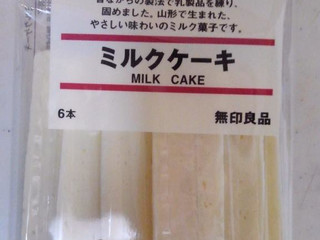 昔ながらの製法で乳製品を練り、
固めました。山形で生まれた、
やさしい味わいのミルク菓子です。
ミルクケーキ
MILK CAKE
6本
無印良品